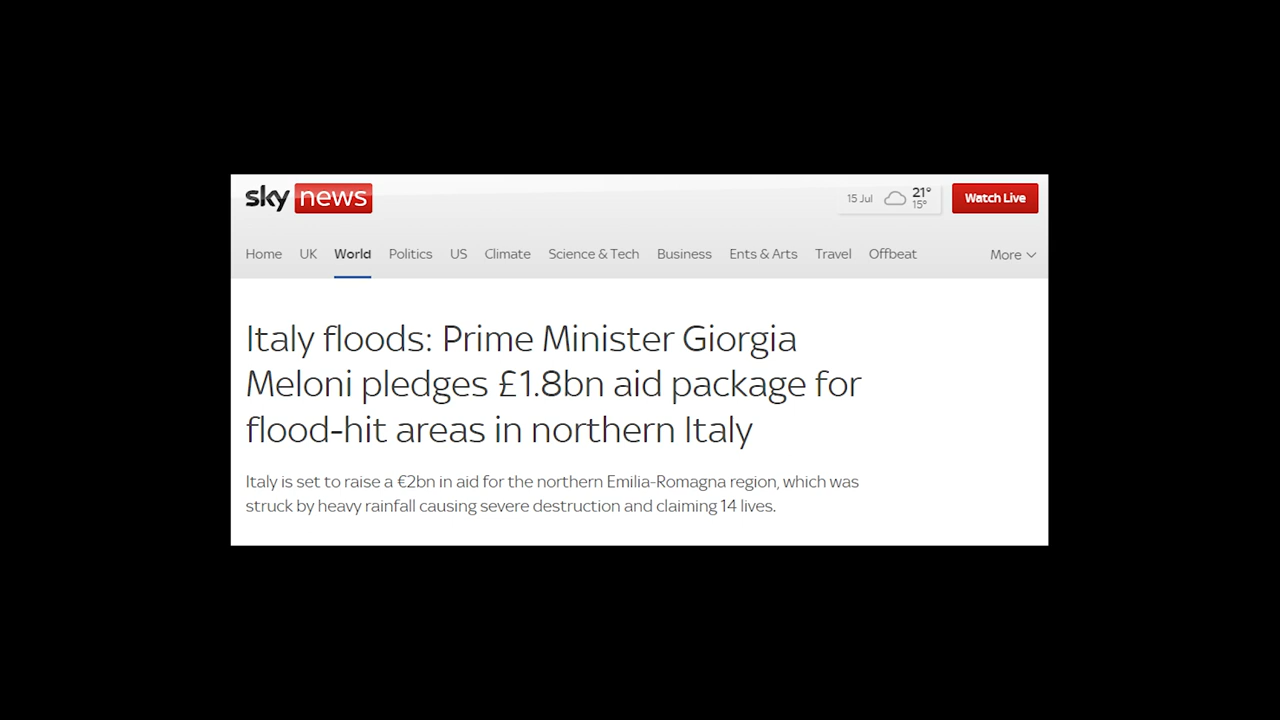 sky news
15 Jul 21° 15° Watch Live
Home UK World Politics US Climate Science & Tech Business Ents & Arts Travel Offbeat More
Italy floods: Prime Minister Giorgia
Meloni pledges £1.8bn aid package for
flood-hit areas in northern Italy
Italy is set to raise a €2bn in aid for the northern Emilia-Romagna region, which was
struck by heavy rainfall causing severe destruction and claiming 14 lives.